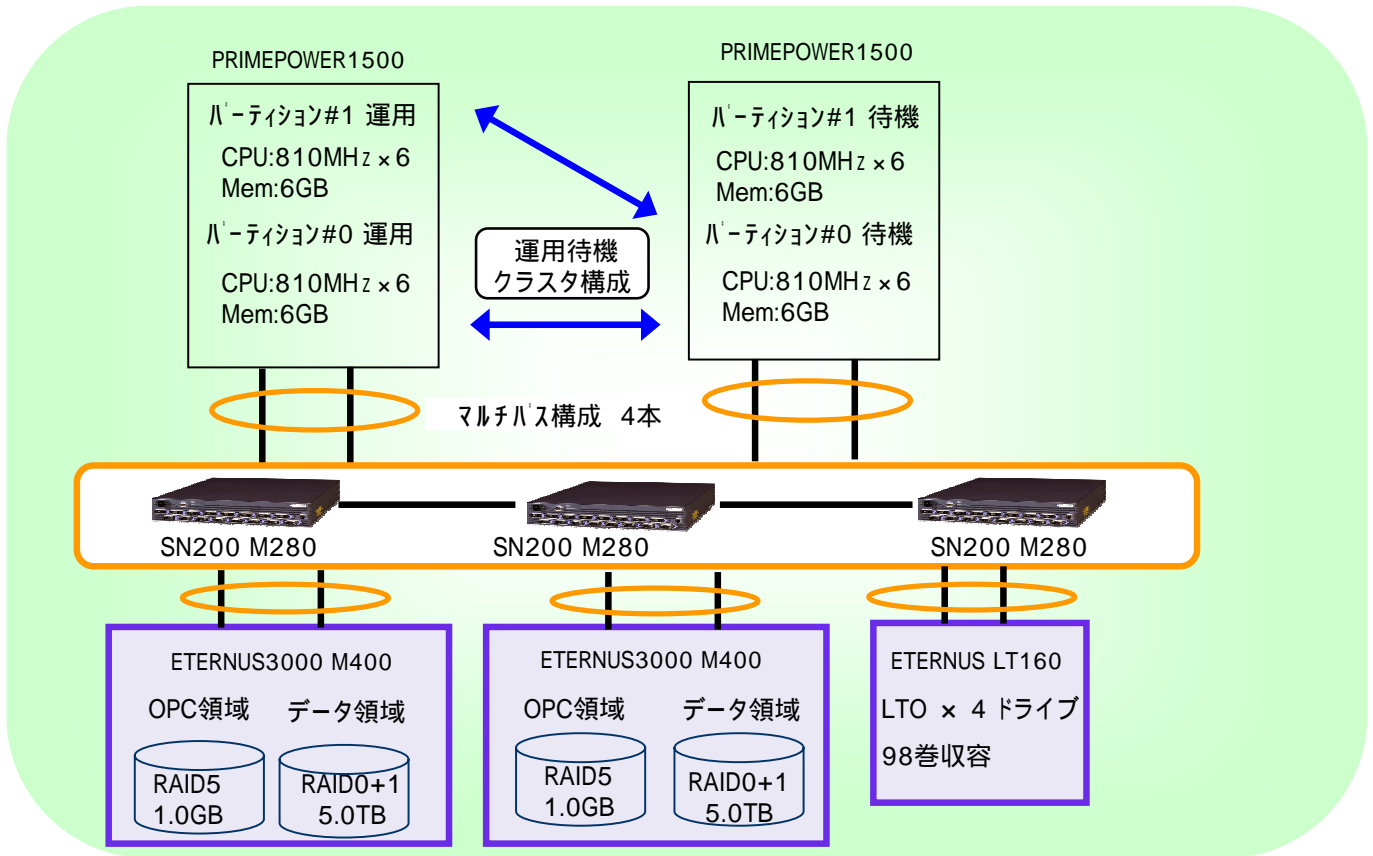 PRIMEPOWER1500
パーティション#1 運用
CPU:810MHz×6
Mem:6GB
パーティション#0 運用
CPU:810MHz×6
Mem:6GB
PRIMEPOWER1500
パーティション#1 待機
CPU:810MHz×6
Mem:6GB
パーティション#0 待機
CPU:810MHz×6
Mem:6GB
運用待機
クラスタ構成
マルチパス構成 4本
SN200 M280
SN200 M280
SN200 M280
ETERNUS3000 M400
OPC領域 データ領域
RAID5
1.0GB
RAID0+1
5.0TB
ETERNUS3000 M400
OPC領域 データ領域
RAID5
1.0GB
RAID0+1
5.0TB
ETERNUS LT160
LTO × 4 ドライブ
98巻収容